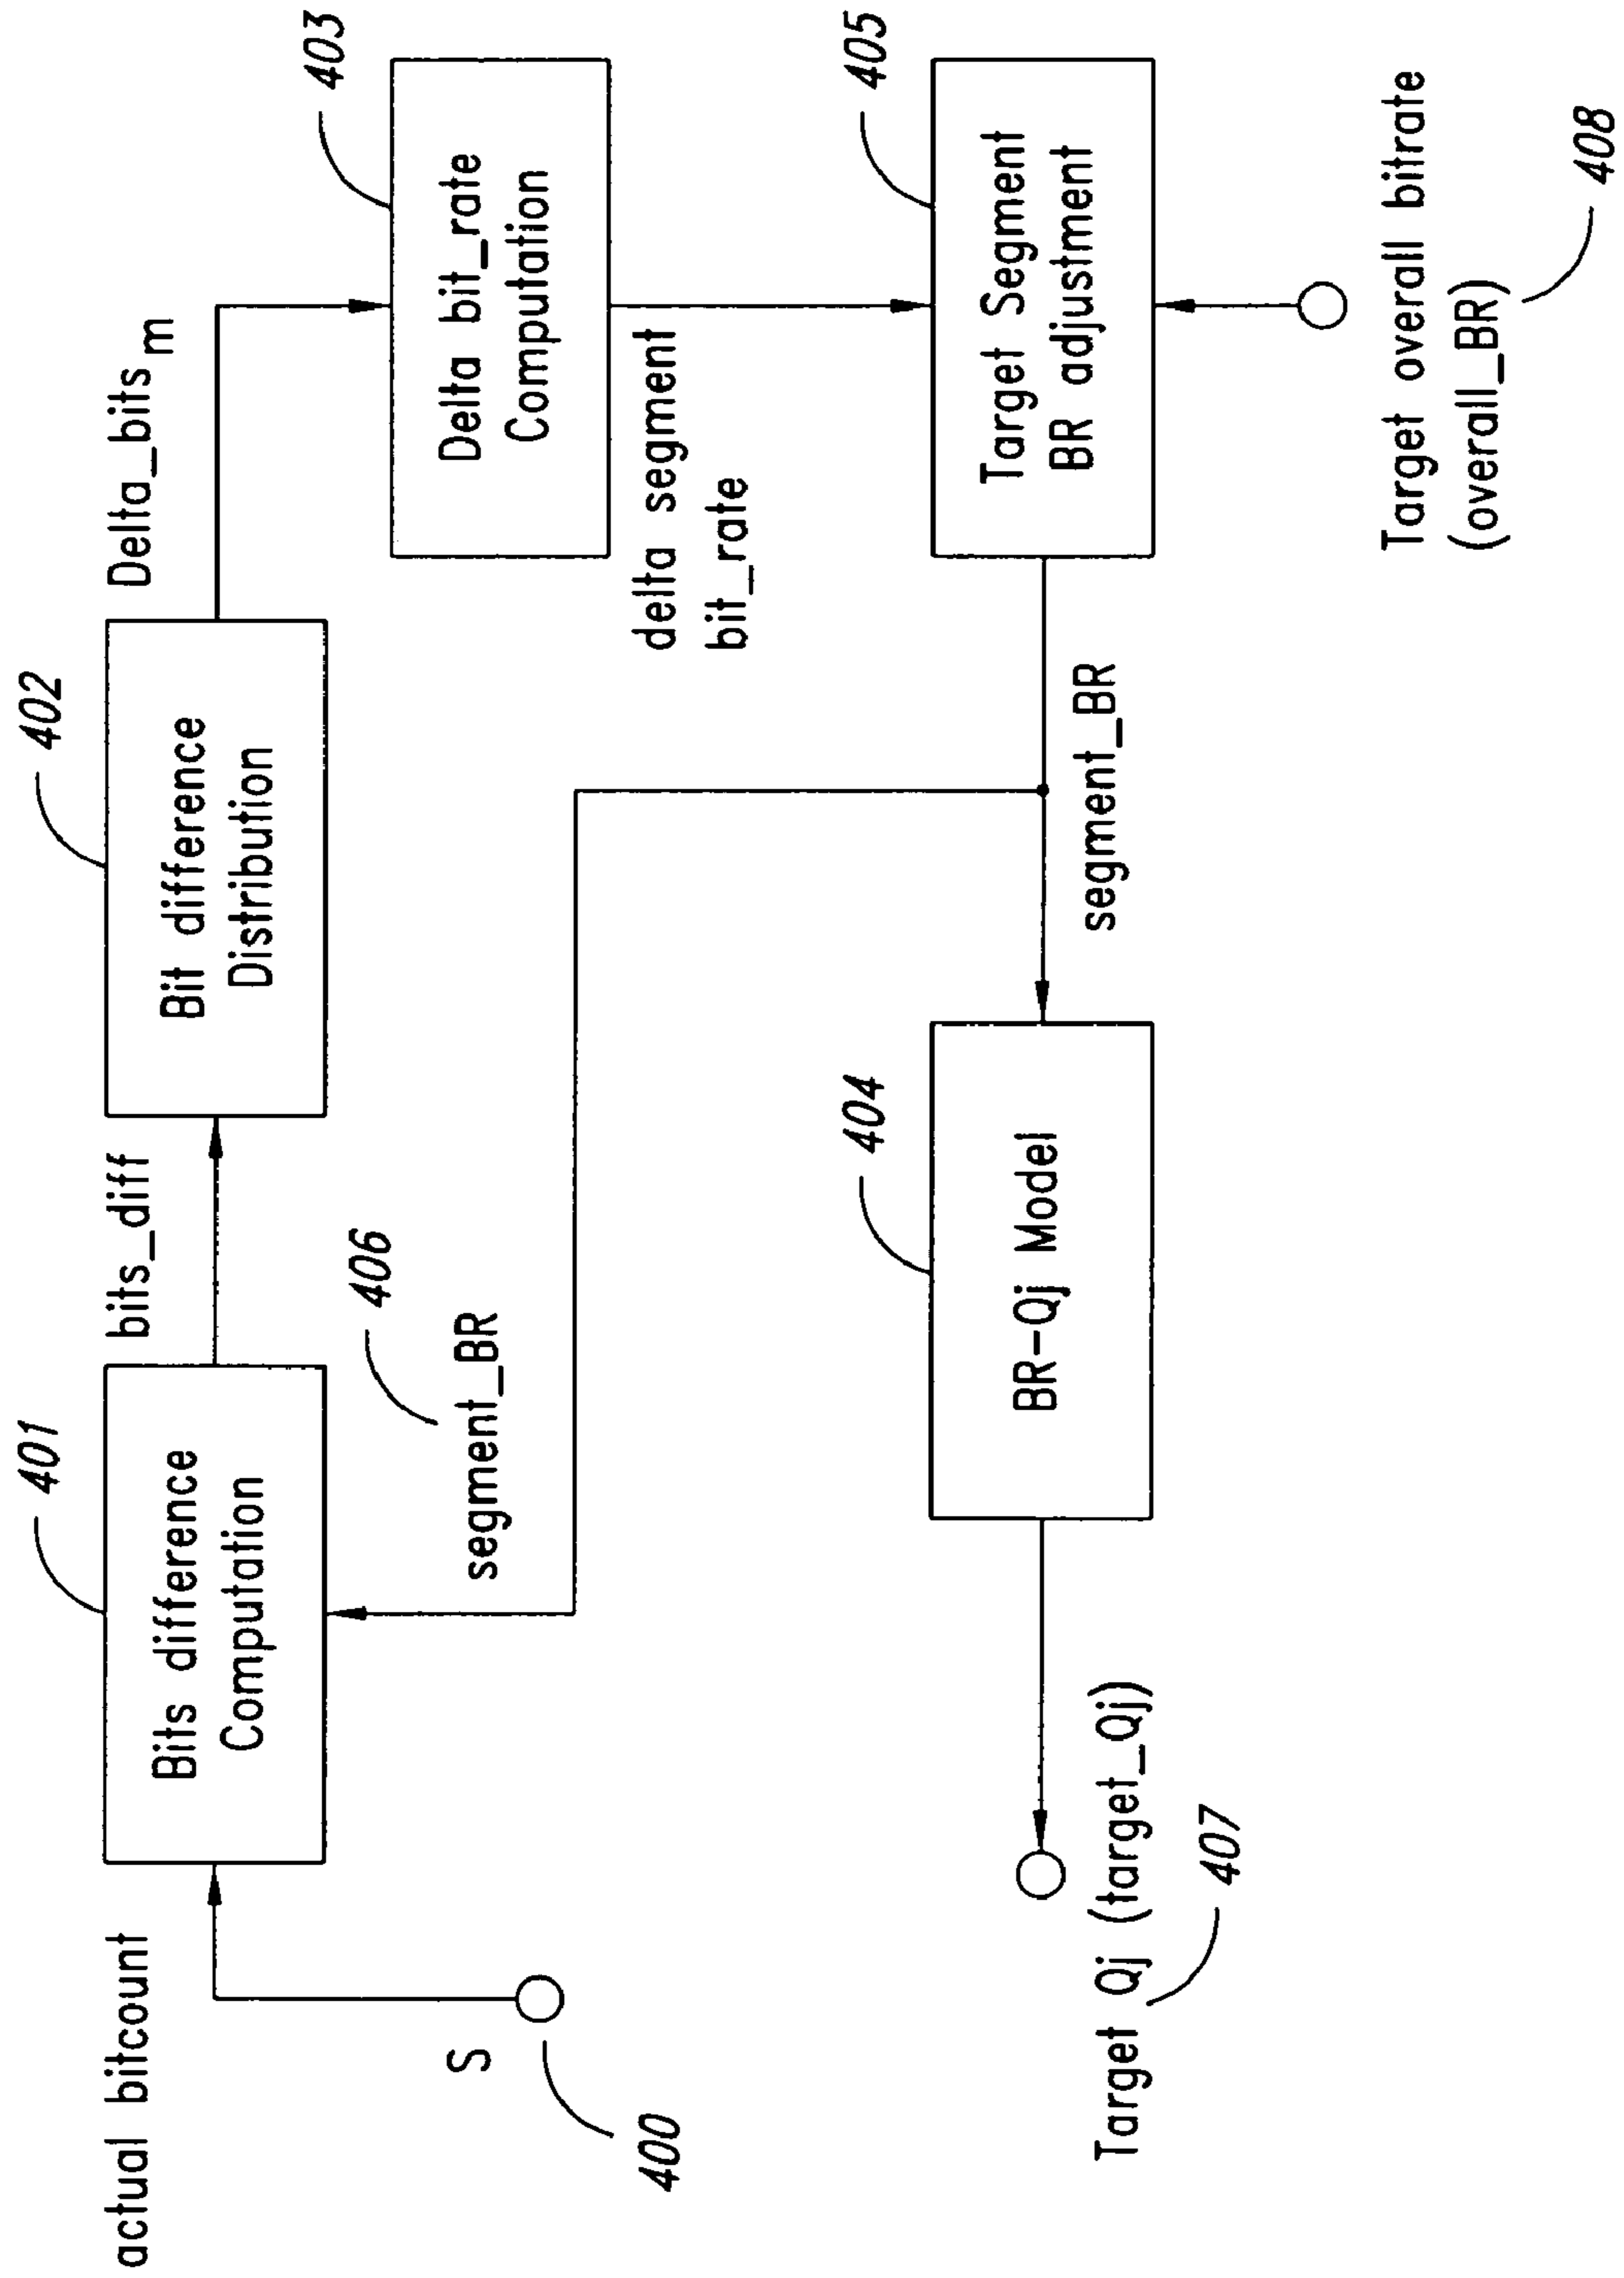 401
402
403
actual bitcount
Bits difference
Computation
bits_diff
Bit difference
Distribution
Delta_bits m
Delta bit_rate
Computation
S
400
406
segment_BR
delta segment
bit_rate
404
405
BR-Qj Model
segment_BR
Target Segment
BR adjustment
Target Qj (target_Qj)
407
Target overall bitrate
(overall_BR)
408